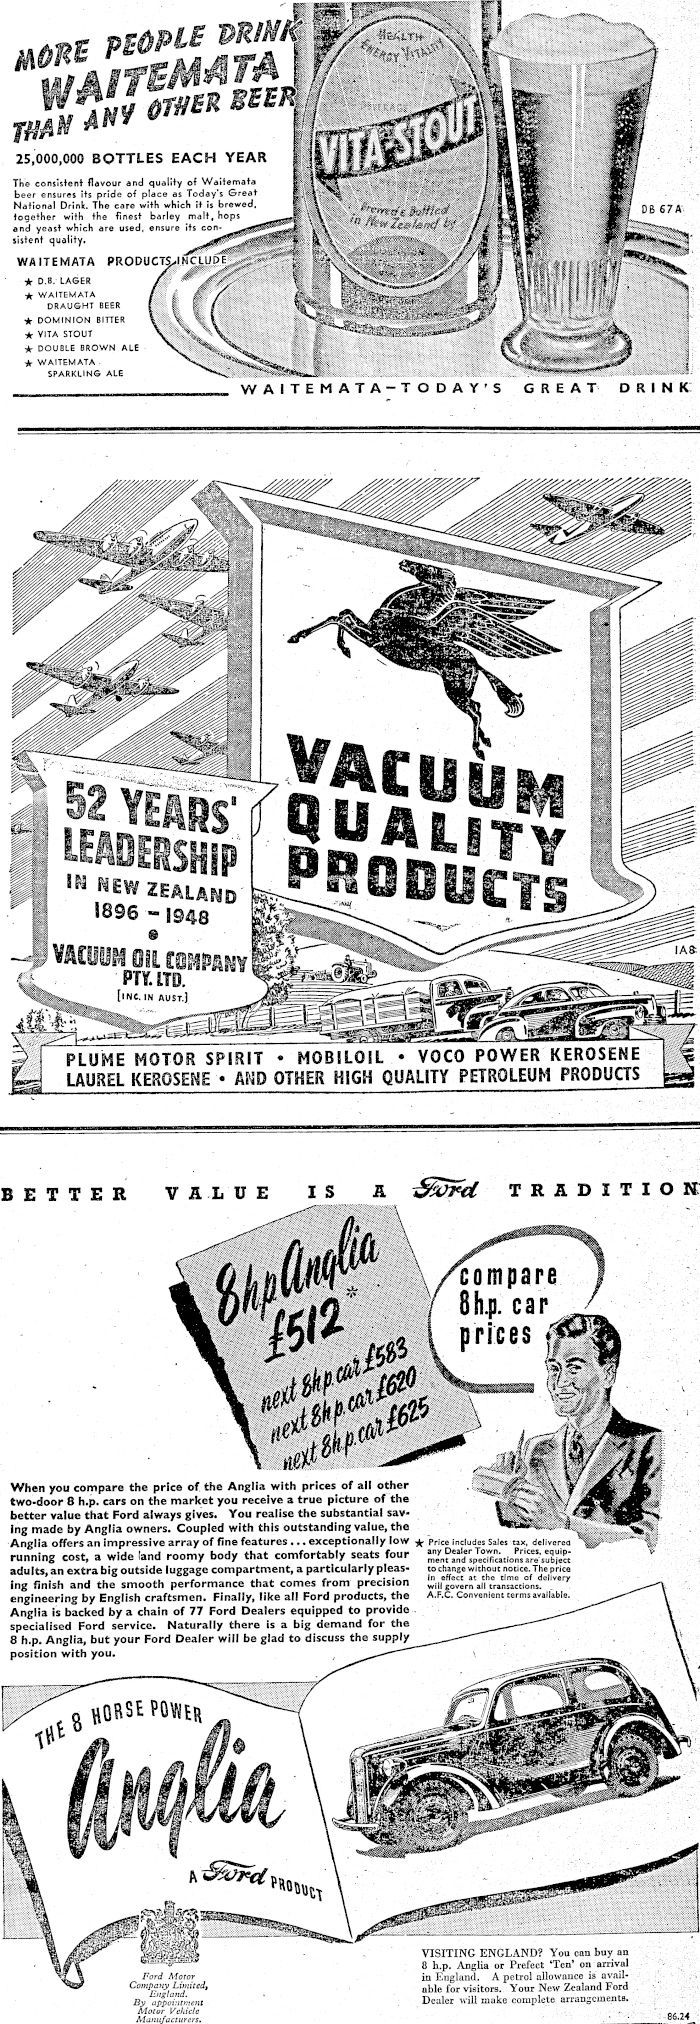 MORE PEOPLE DRINK
WAITEMATA
THAN ANY OTHER BEER
25,000,000 BOTTLES EACH YEAR
The consistent flavour and quality of Waitemata
beer ensures its pride of place as Today's Great
National Drink. The care with which it is brewed,
together with the finest barley malt, hops
and yeast which are used, ensure its con-
sistent quality.
WAITEMATA PRODUCTS INCLUDE
★ D.B. LAGER
★ WAITEMATA
DRAUGHT BEER
★ DOMINION BITTER
★ VITA STOUT
★ DOUBLE BROWN ALE
★ WAITEMATA
SPARKLING ALE
HEALTH
ENERGY VITALITY
BEVERAGE
VITA-STOUT
Brewed & Bottled
in New Zealand by
DB 67A
WAITEMATA—TODAY'S GREAT DRINK
VACUUM
QUALITY
PRODUCTS
52 YEARS'
LEADERSHIP
IN NEW ZEALAND
1896 - 1948
VACUUM OIL COMPANY
PTY. LTD.
[INC. IN AUST.]
IA8
PLUME MOTOR SPIRIT • MOBILOIL • VOCO POWER KEROSENE
LAUREL KEROSENE • AND OTHER HIGH QUALITY PETROLEUM PRODUCTS
BETTER VALUE IS A Ford TRADITION
8hp Anglia
£512*
next 8h.p. car £583
next 8h.p. car £620
next 8h.p. car £625
compare
8h.p. car
prices
When you compare the price of the Anglia with prices of all other
two-door 8 h.p. cars on the market you receive a true picture of the
better value that Ford always gives. You realise the substantial sav-
ing made by Anglia owners. Coupled with this outstanding value, the
Anglia offers an impressive array of fine features . . . exceptionally low
running cost, a wide and roomy body that comfortably seats four
adults, an extra big outside luggage compartment, a particularly pleas-
ing finish and the smooth performance that comes from precision
engineering by English craftsmen. Finally, like all Ford products, the
Anglia is backed by a chain of 77 Ford Dealers equipped to provide
specialised Ford service. Naturally there is a big demand for the
8 h.p. Anglia, but your Ford Dealer will be glad to discuss the supply
position with you.
★ Price includes Sales tax, delivered
any Dealer Town. Prices, equip-
ment and specifications are subject
to change without notice. The price
in effect at the time of delivery
will govern all transactions.
A.F.C. Convenient terms available.
THE 8 HORSE POWER
Anglia
A Ford PRODUCT
Ford Motor
Company Limited,
England.
By appointment
Motor Vehicle
Manufacturers.
VISITING ENGLAND? You can buy an
8 h.p. Anglia or Prefect 'Ten' on arrival
in England. A petrol allowance is avail-
able for visitors. Your New Zealand Ford
Dealer will make complete arrangements.
86.24